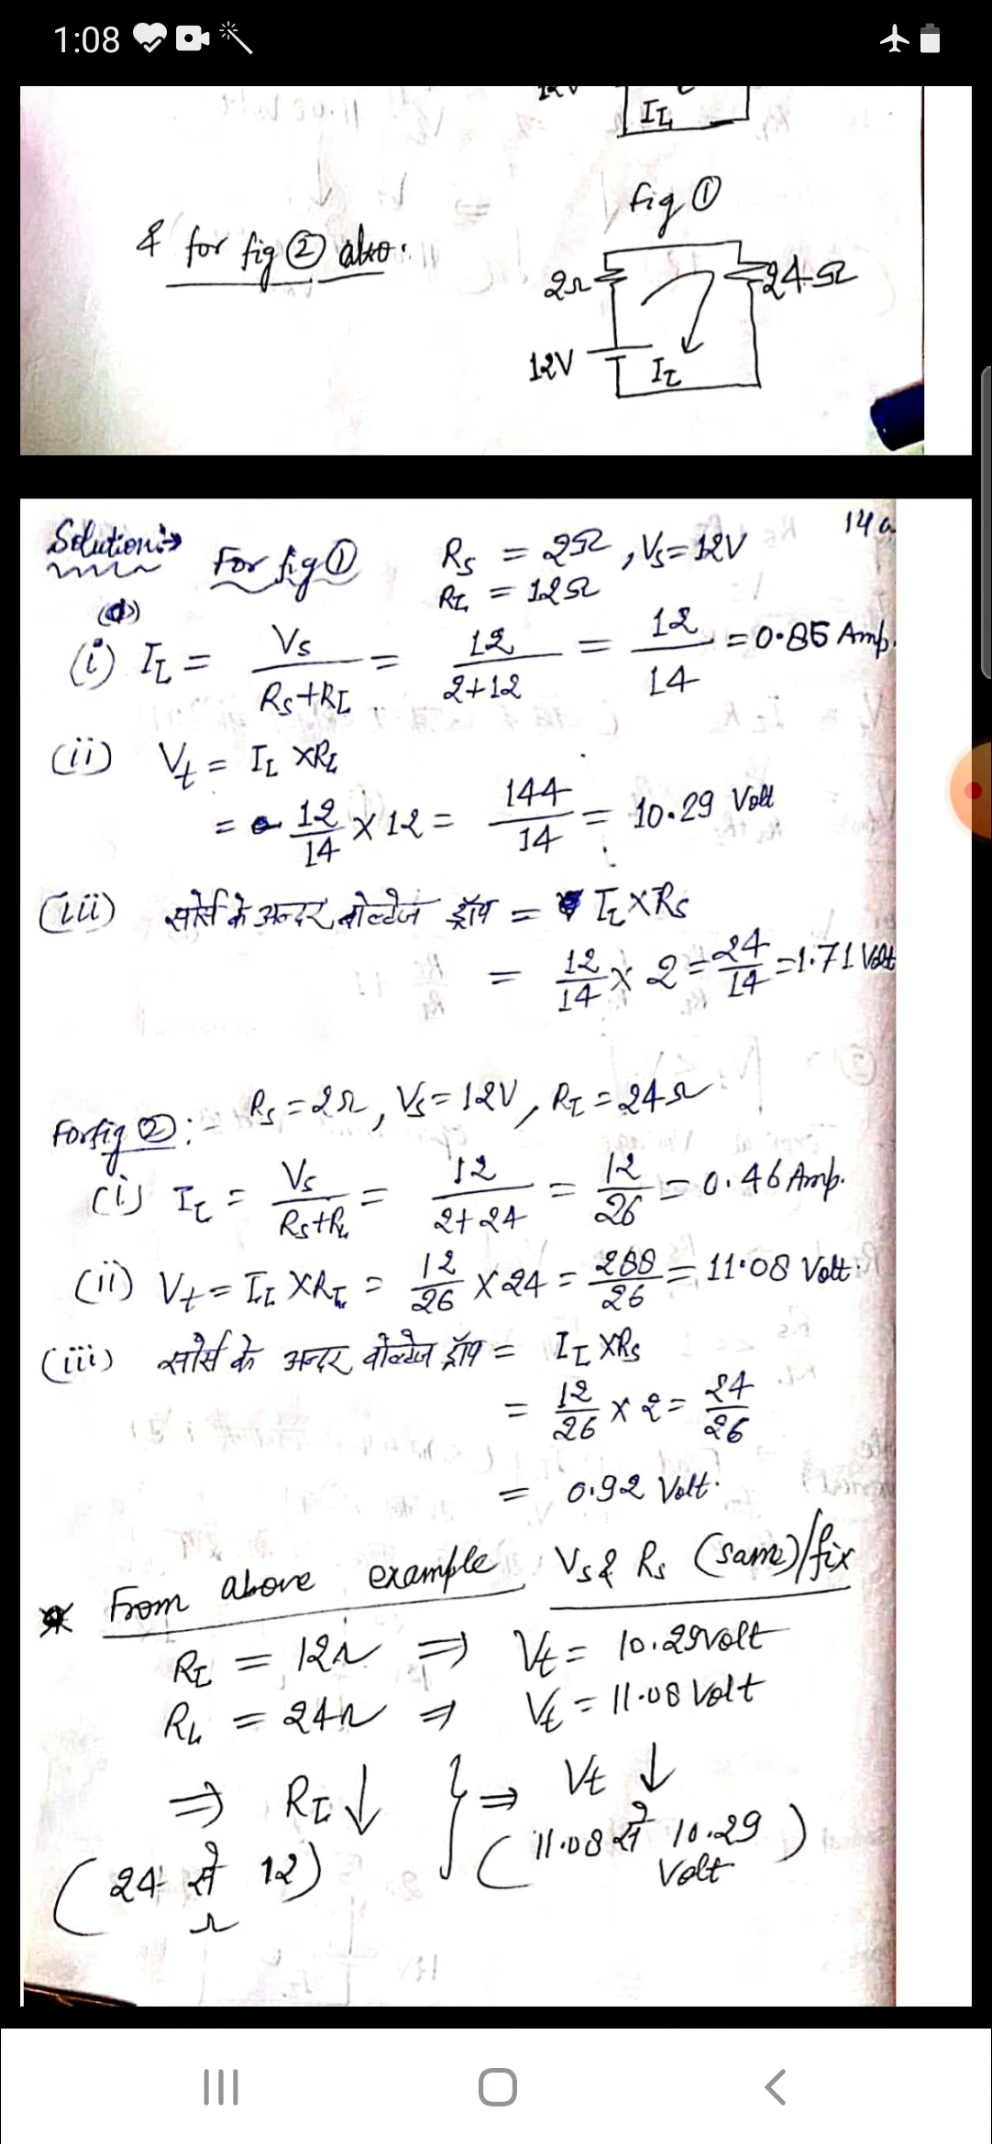 1:08
I_L
fig ①
& for fig ② also:
2Ω
24Ω
12V
I_L
14a
Solution:→
For fig ①
R_S = 2Ω, V_S = 12V
R_L = 12Ω
(d)
(i) I_L = V_S / (R_S+R_L) = 12 / (2+12) = 12 / 14 = 0.85 Amp.
(ii) V_t = I_L × R_L
= 12/14 × 12 = 144/14 = 10.29 Volt
(iii) सोर्स के अन्दर वोल्टेज ड्रॉप = I_L × R_S
= 12/14 × 2 = 24/14 = 1.71 Volt
For fig ②:- R_S = 2Ω, V_S = 12V, R_L = 24Ω
(i) I_L = V_S / (R_S+R_L) = 12 / (2+24) = 12/26 = 0.46 Amp.
(ii) V_t = I_L × R_L = 12/26 × 24 = 288/26 = 11.08 Volt.
(iii) सोर्स के अन्दर वोल्टेज ड्रॉप = I_L × R_S
= 12/26 × 2 = 24/26
= 0.92 Volt.
* From above example V_S & R_S (same)/fix
R_L = 12Ω ⇒ V_t = 10.29 volt
R_L = 24Ω ⇒ V_t = 11.08 Volt
⇒ R_L ↓ } ⇒ V_t ↓
(24 से 12) (11.08 से 10.29)
Ω Volt